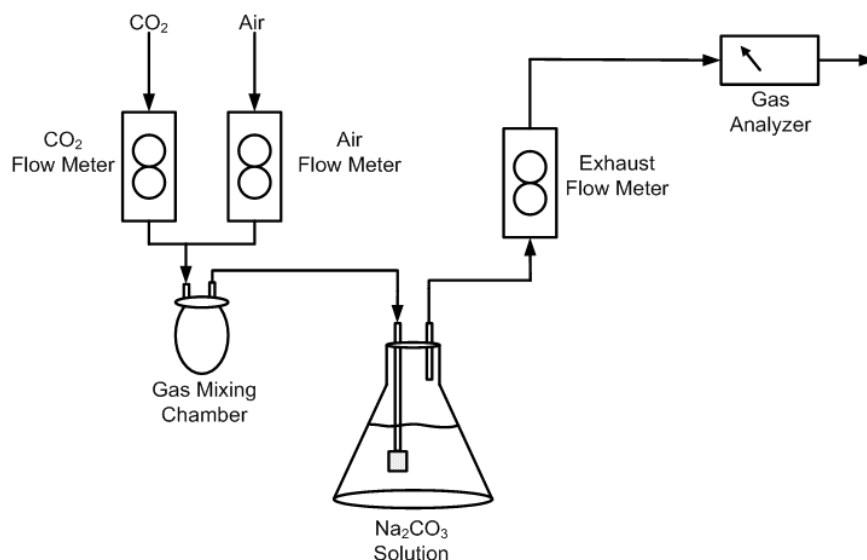 CO₂
Air
CO₂
Flow Meter
Air
Flow Meter
Exhaust
Flow Meter
Gas
Analyzer
Gas Mixing
Chamber
Na₂CO₃
Solution